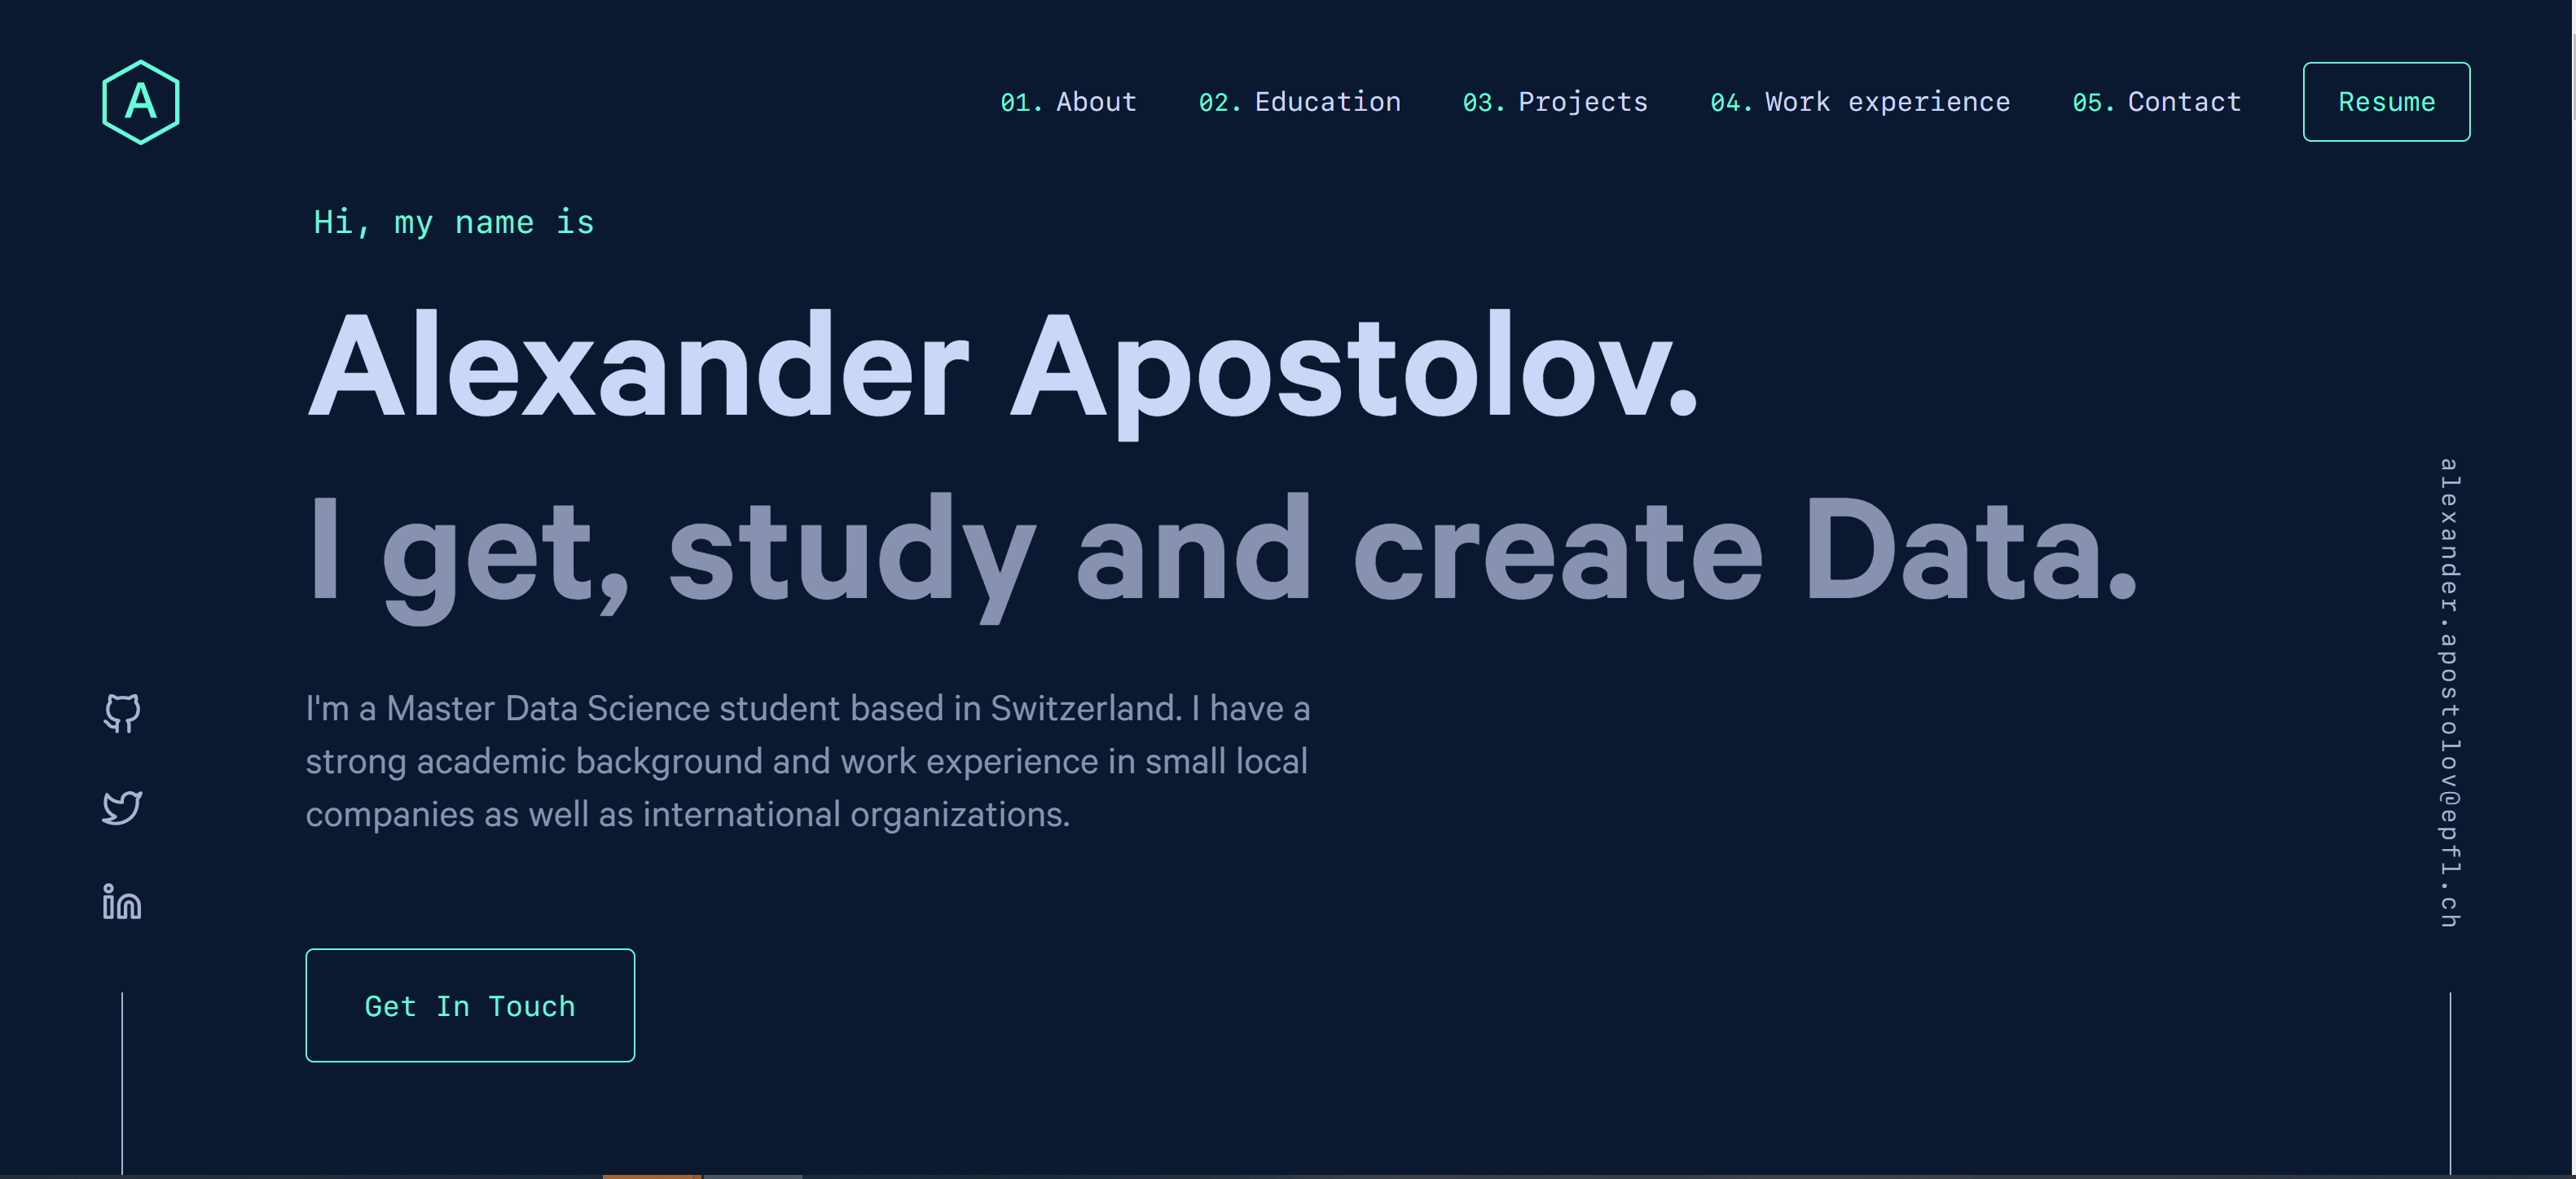 A
01. About 02. Education 03. Projects 04. Work experience 05. Contact Resume
Hi, my name is
Alexander Apostolov.
I get, study and create Data.
I'm a Master Data Science student based in Switzerland. I have a
strong academic background and work experience in small local
companies as well as international organizations.
in
Get In Touch
alexander.apostolov@epfl.ch